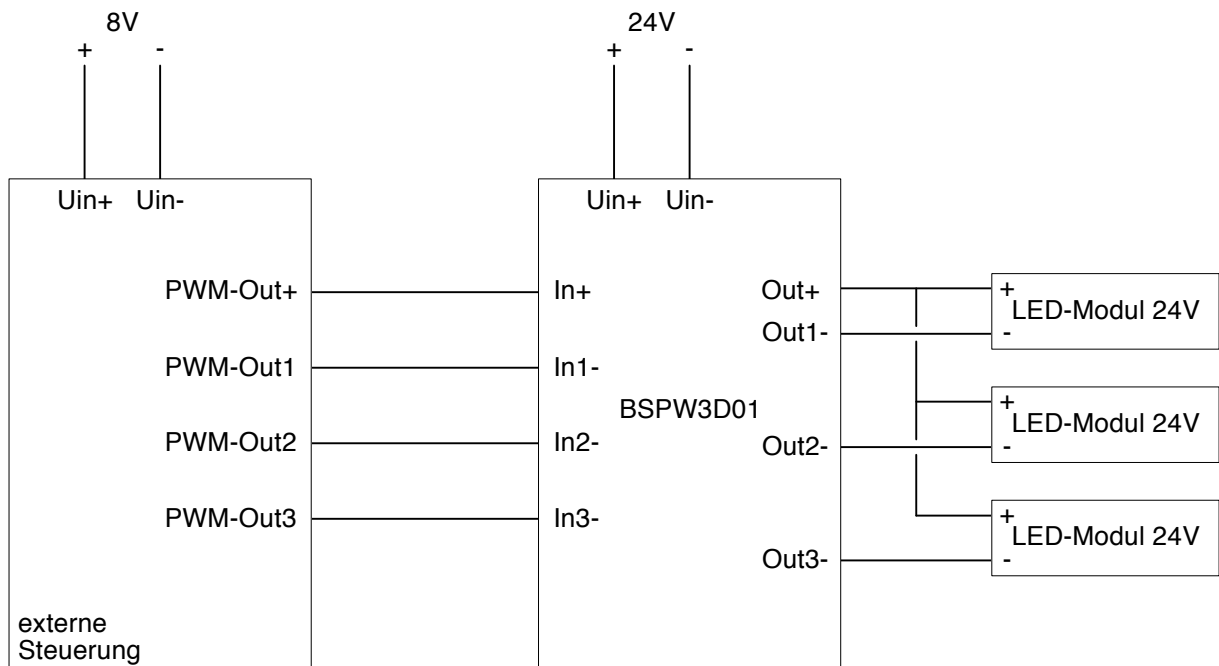 8V
+ -
24V
+ -
Uin+ Uin-
PWM-Out+
PWM-Out1
PWM-Out2
PWM-Out3
externe
Steuerung
Uin+ Uin-
In+
In1-
In2-
In3-
BSPW3D01
Out+
Out1-
Out2-
Out3-
+
LED-Modul 24V
-
+
LED-Modul 24V
-
+
LED-Modul 24V
-